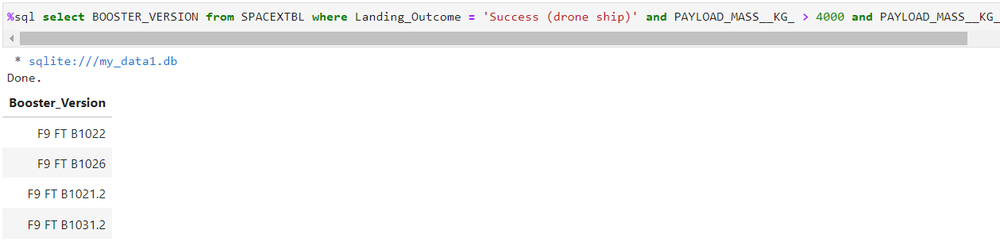 %sql select BOOSTER_VERSION from SPACEXTBL where Landing_Outcome = 'Success (drone ship)' and PAYLOAD_MASS__KG_ > 4000 and PAYLOAD_MASS__KG_
* sqlite:///my_data1.db
Done.
Booster_Version
F9 FT B1022
F9 FT B1026
F9 FT B1021.2
F9 FT B1031.2